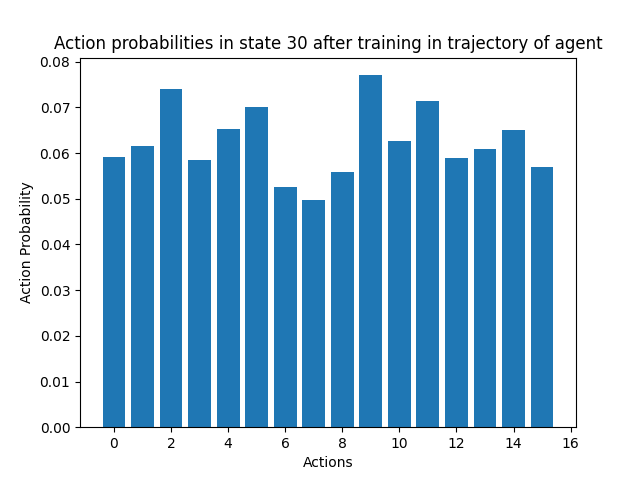 Action probabilities in state 30 after training in trajectory of agent
0.08
0.07
0.06
0.05
0.04
0.03
0.02
0.01
0.00
Action Probability
0 2 4 6 8 10 12 14 16
Actions